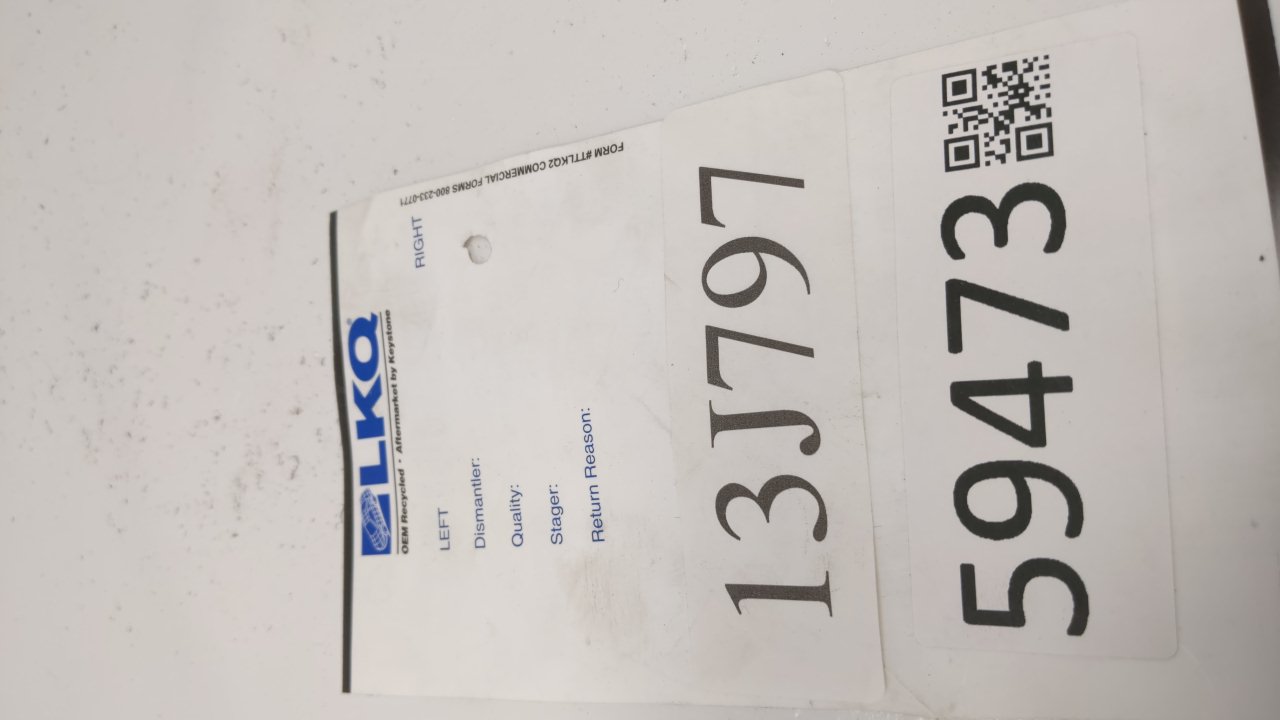 LKQ®
OEM Recycled · Aftermarket by Keystone
LEFT RIGHT
Dismantler:
Quality:
Stager:
Return Reason:
FORM #TTLKQ2 COMMERCIAL FORMS 800-233-0771
13J797
59473